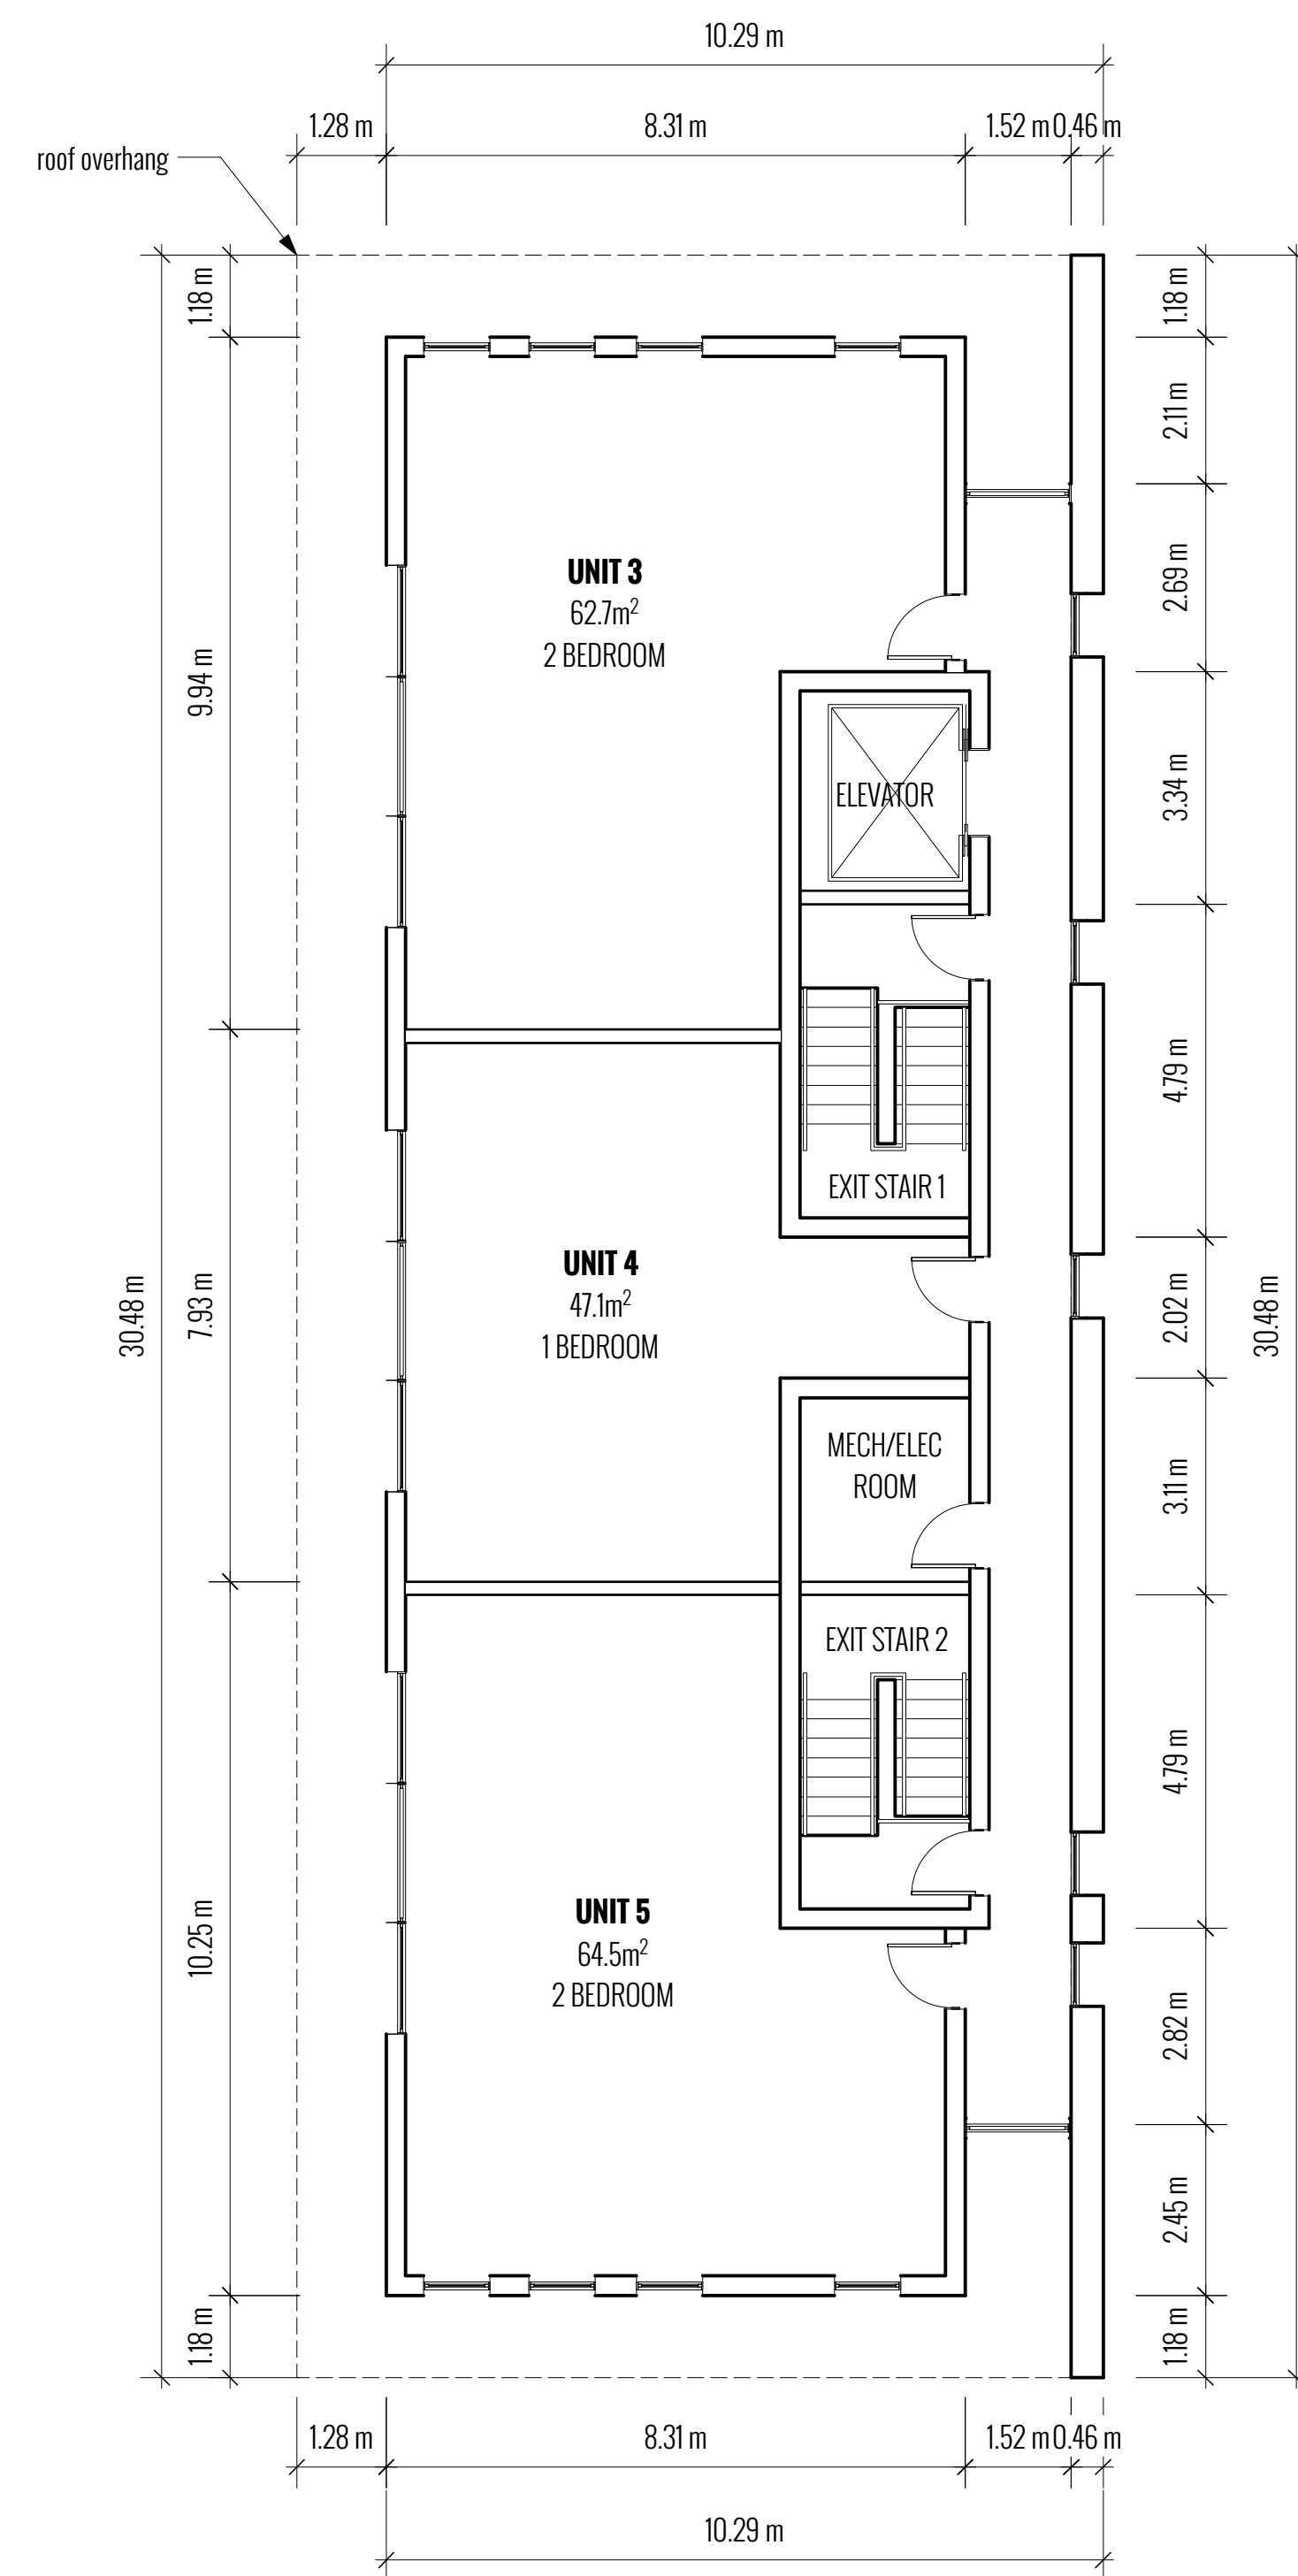 10.29 m
1.28 m
8.31 m
1.52 m
0.46 m
roof overhang
1.18 m
9.94 m
7.93 m
10.25 m
1.18 m
30.48 m
UNIT 3
62.7m²
2 BEDROOM
ELEVATOR
EXIT STAIR 1
UNIT 4
47.1m²
1 BEDROOM
MECH/ELEC
ROOM
EXIT STAIR 2
UNIT 5
64.5m²
2 BEDROOM
1.18 m
2.11 m
2.69 m
3.34 m
4.79 m
2.02 m
3.11 m
4.79 m
2.82 m
2.45 m
1.18 m
30.48 m
1.28 m
8.31 m
1.52 m
0.46 m
10.29 m